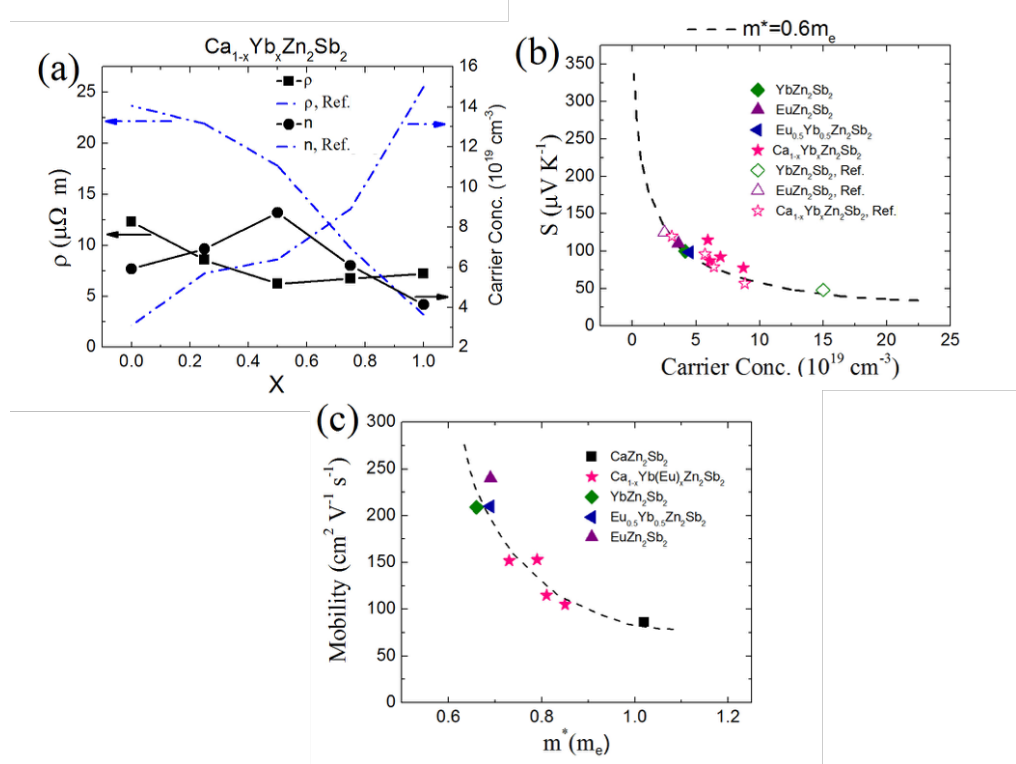 (a)
Ca1-xYbxZn2Sb2
ρ
ρ, Ref.
n
n, Ref.
ρ (μΩ m)
25
20
15
10
5
0
0.0 0.2 0.4 0.6 0.8 1.0
X
16
14
12
10
8
6
4
2
Carrier Conc. (10^19 cm^-3)
(b)
m*=0.6me
YbZn2Sb2
EuZn2Sb2
Eu0.5Yb0.5Zn2Sb2
Ca1-xYbxZn2Sb2
YbZn2Sb2, Ref.
EuZn2Sb2, Ref.
Ca1-xYbxZn2Sb2, Ref.
S (μV K^-1)
350
300
250
200
150
100
50
0
0 5 10 15 20 25
Carrier Conc. (10^19 cm^-3)
(c)
CaZn2Sb2
Ca1-xYb(Eu)xZn2Sb2
YbZn2Sb2
Eu0.5Yb0.5Zn2Sb2
EuZn2Sb2
Mobility (cm^2 V^-1 s^-1)
300
250
200
150
100
50
0
0.6 0.8 1.0 1.2
m*(me)